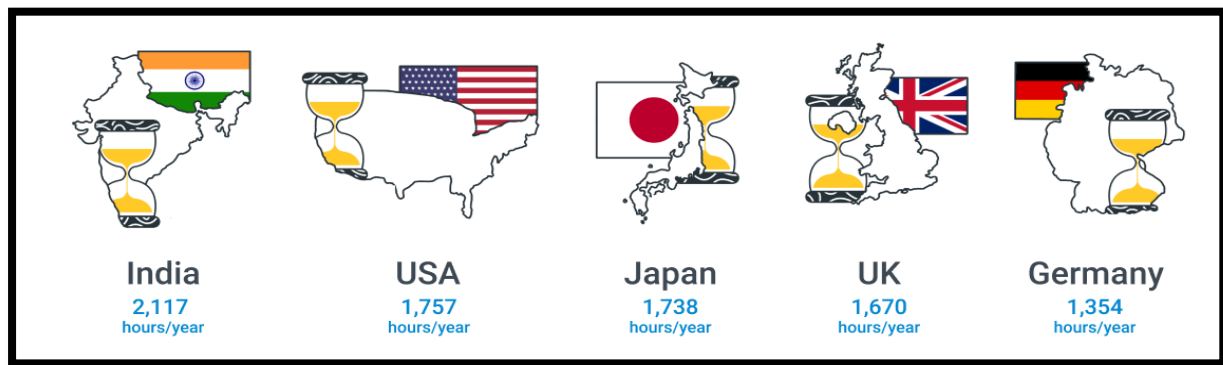 India
2,117
hours/year
USA
1,757
hours/year
Japan
1,738
hours/year
UK
1,670
hours/year
Germany
1,354
hours/year